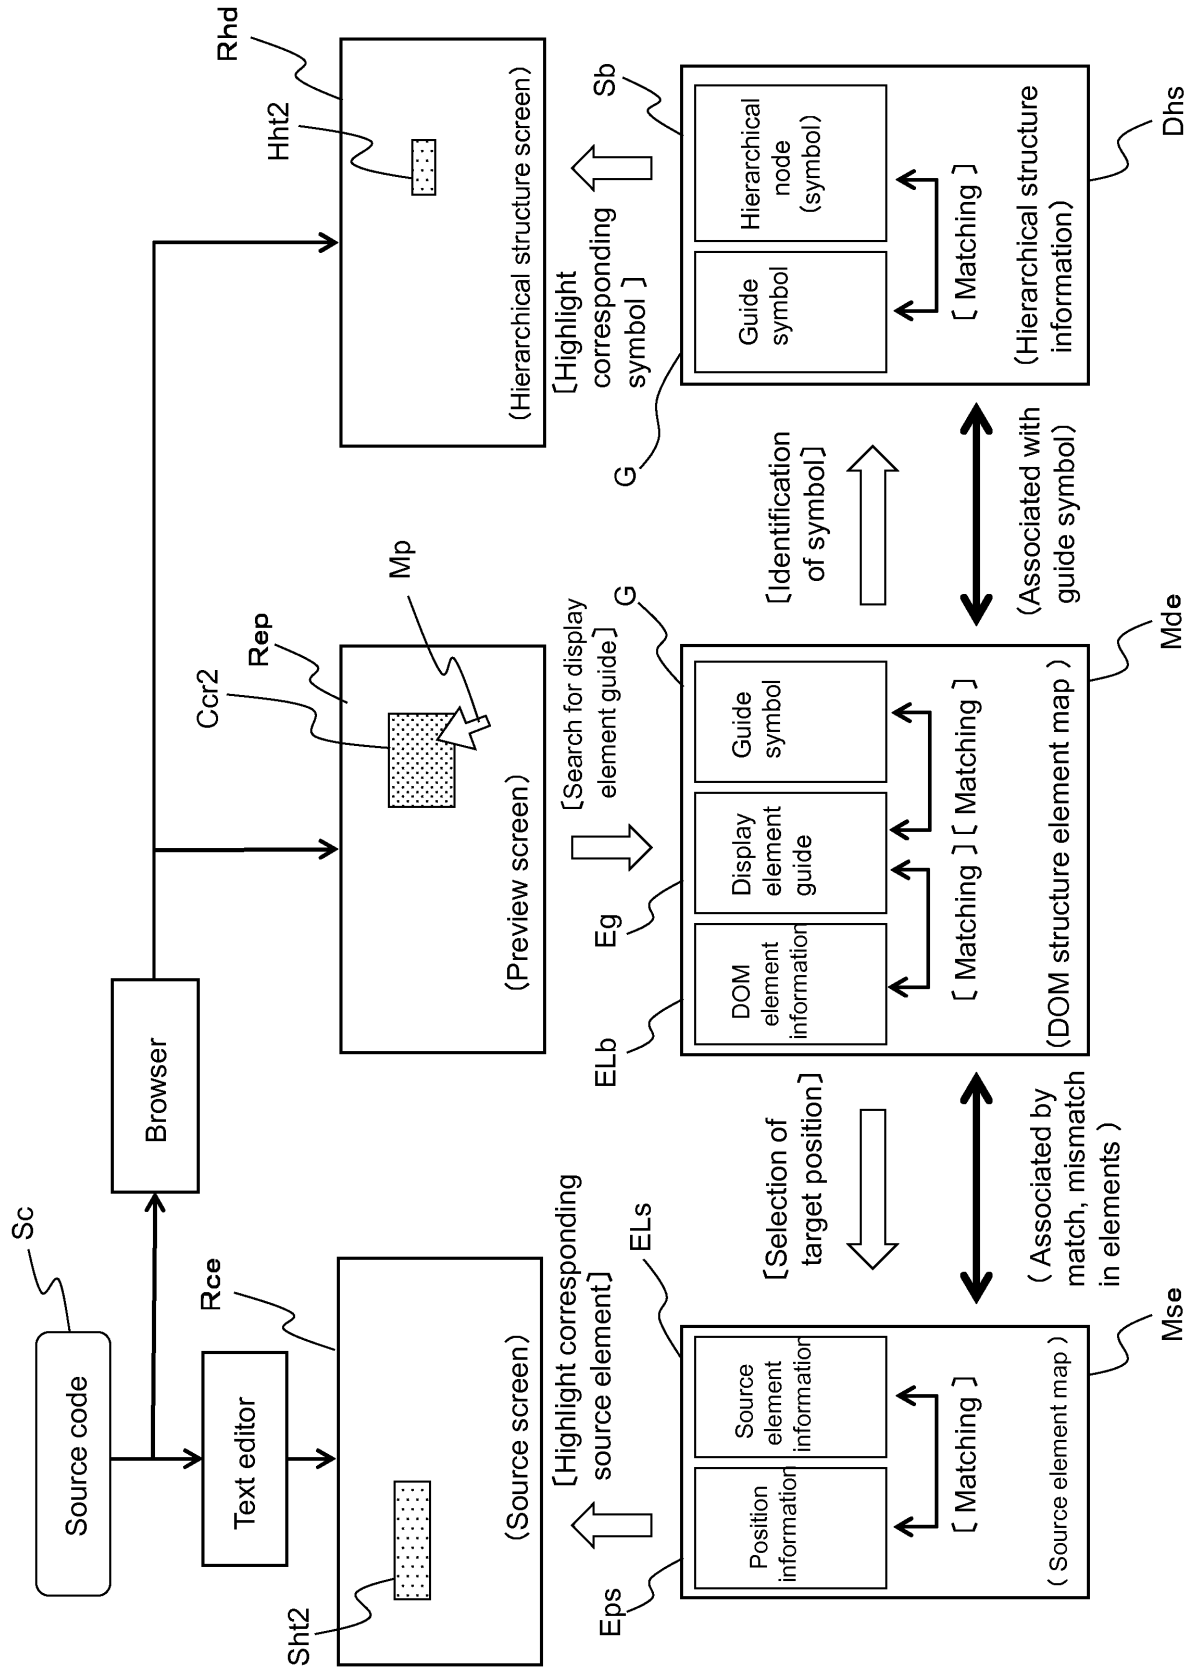 Sc
Source code
Browser
Text editor
Rce
Ccr2
Rep
Mp
Hht2
Rhd
Sht2
(Source screen)
(Preview screen)
(Hierarchical structure screen)
[Highlight corresponding
source element]
[Search for display
element guide]
[Highlight
corresponding
symbol ]
Eps
ELs
ELb
Eg
G
G
Sb
Position
information
Source
element
information
[ Matching ]
( Source element map )
Mse
[Selection of
target position]
( Associated by
match, mismatch
in elements )
DOM
element
information
Display
element
guide
Guide
symbol
[ Matching ]
[ Matching ]
(DOM structure element map )
Mde
[Identification
of symbol]
(Associated with
guide symbol)
Guide
symbol
Hierarchical
node
(symbol)
[ Matching ]
(Hierarchical structure
information)
Dhs